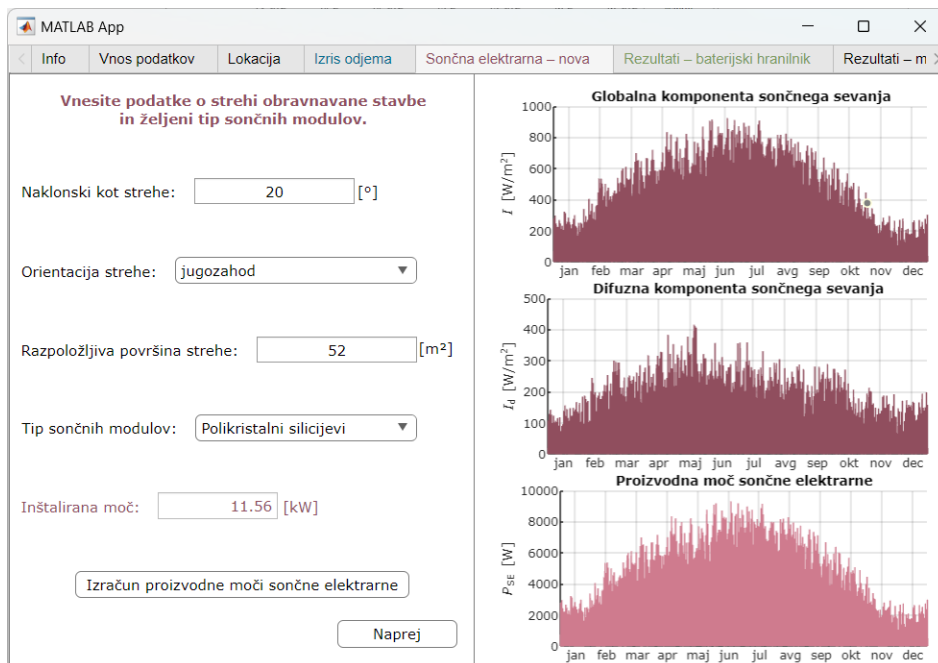 MATLAB App
Info
Vnos podatkov
Lokacija
Izris odjema
Sončna elektrarna – nova
Rezultati – baterijski hranilnik
Rezultati – m
Vnesite podatke o strehi obravnavane stavbe
in željeni tip sončnih modulov.
Naklonski kot strehe: 20 [°]
Orientacija strehe: jugozahod
Razpoložljiva površina strehe: 52 [m²]
Tip sončnih modulov: Polikristalni silicijevi
Inštalirana moč: 11.56 [kW]
Izračun proizvodne moči sončne elektrarne
Naprej
Globalna komponenta sončnega sevanja
I [W/m²]
1000
800
600
400
200
0
jan feb mar apr maj jun jul avg sep okt nov dec
Difuzna komponenta sončnega sevanja
I_d [W/m²]
500
400
300
200
100
0
jan feb mar apr maj jun jul avg sep okt nov dec
Proizvodna moč sončne elektrarne
P_SE [W]
10000
8000
6000
4000
2000
0
jan feb mar apr maj jun jul avg sep okt nov dec